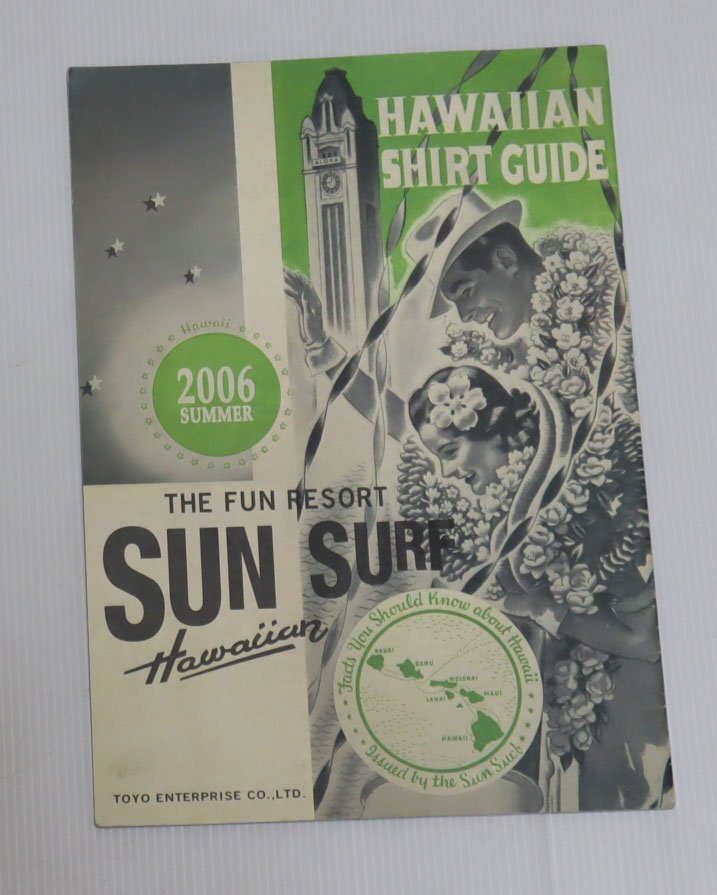 HAWAIIAN
SHIRT GUIDE
ALOHA
Hawaii
2006
SUMMER
THE FUN RESORT
SUN SURF
Hawaiian
Facts You Should Know about Hawaii
KAUAI
OAHU
MOLOKAI
LANAI
MAUI
HAWAII
Issued by the Sun Surf
TOYO ENTERPRISE CO.,LTD.